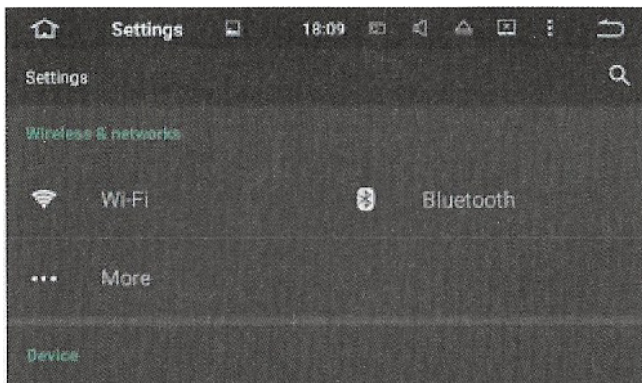 Settings 18:09
Settings
Wireless & networks
Wi-Fi Bluetooth
More
Device